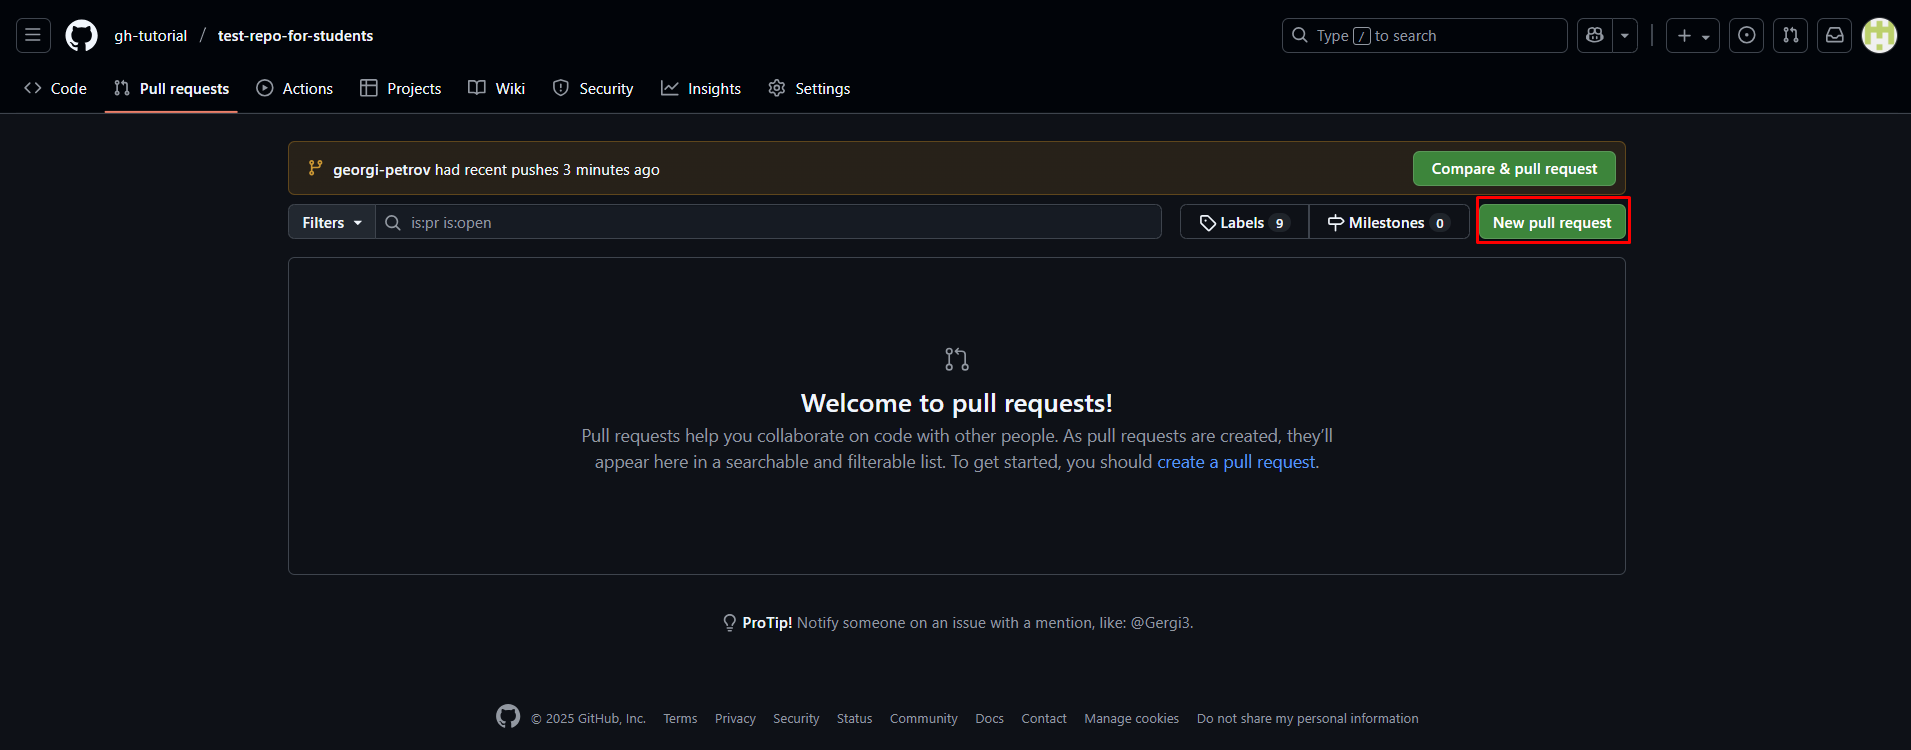 gh-tutorial / test-repo-for-students
Type / to search
Code Pull requests Actions Projects Wiki Security Insights Settings
georgi-petrov had recent pushes 3 minutes ago
Compare & pull request
Filters is:pr is:open Labels 9 Milestones 0 New pull request
Welcome to pull requests!
Pull requests help you collaborate on code with other people. As pull requests are created, they’ll
appear here in a searchable and filterable list. To get started, you should create a pull request.
ProTip! Notify someone on an issue with a mention, like: @Gergi3.
© 2025 GitHub, Inc. Terms Privacy Security Status Community Docs Contact Manage cookies Do not share my personal information